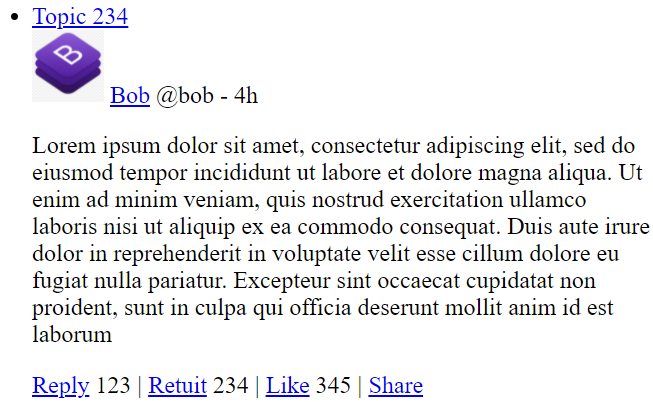 Topic 234
B
Bob @bob - 4h
Lorem ipsum dolor sit amet, consectetur adipiscing elit, sed do
eiusmod tempor incididunt ut labore et dolore magna aliqua. Ut
enim ad minim veniam, quis nostrud exercitation ullamco
laboris nisi ut aliquip ex ea commodo consequat. Duis aute irure
dolor in reprehenderit in voluptate velit esse cillum dolore eu
fugiat nulla pariatur. Excepteur sint occaecat cupidatat non
proident, sunt in culpa qui officia deserunt mollit anim id est
laborum
Reply 123 | Retuit 234 | Like 345 | Share